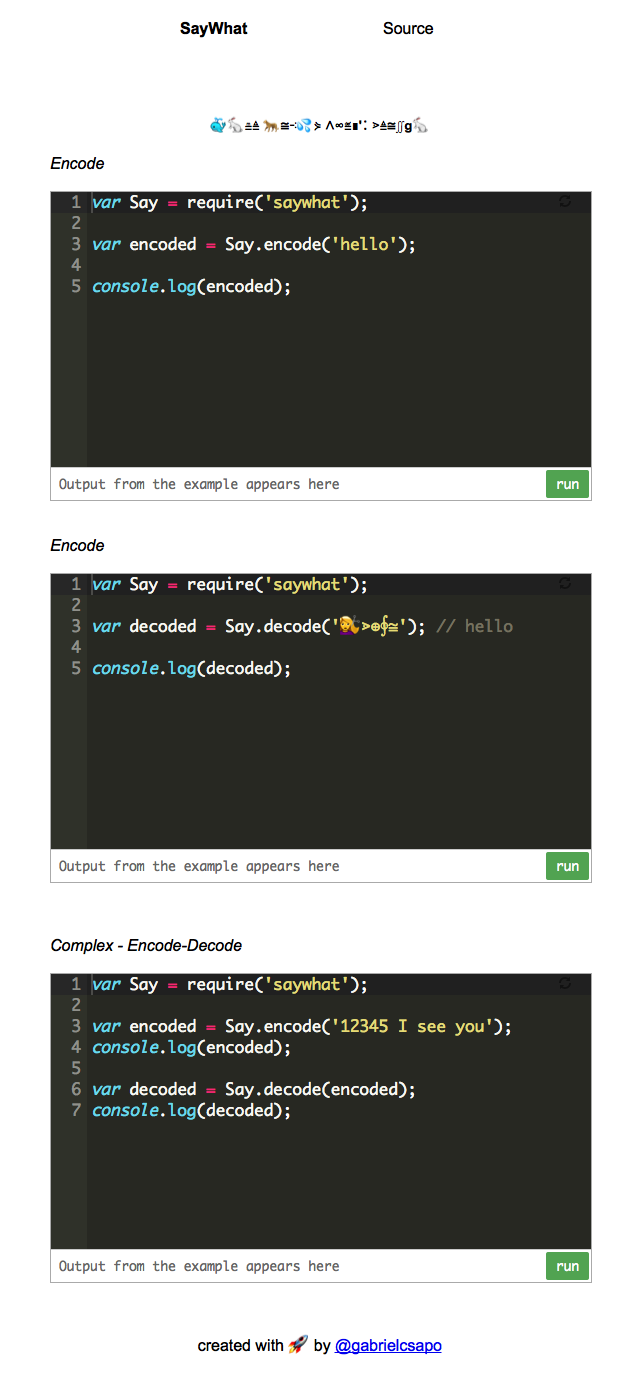 SayWhat Source
Encode
1 var Say = require('saywhat');
2
3 var encoded = Say.encode('hello');
4
5 console.log(encoded);
Output from the example appears here run
Encode
1 var Say = require('saywhat');
2
3 var decoded = Say.decode('⋗⊕∮≅'); // hello
4
5 console.log(decoded);
Output from the example appears here run
Complex - Encode-Decode
1 var Say = require('saywhat');
2
3 var encoded = Say.encode('12345 I see you');
4 console.log(encoded);
5
6 var decoded = Say.decode(encoded);
7 console.log(decoded);
Output from the example appears here run
created with 🚀 by @gabrielcsapo